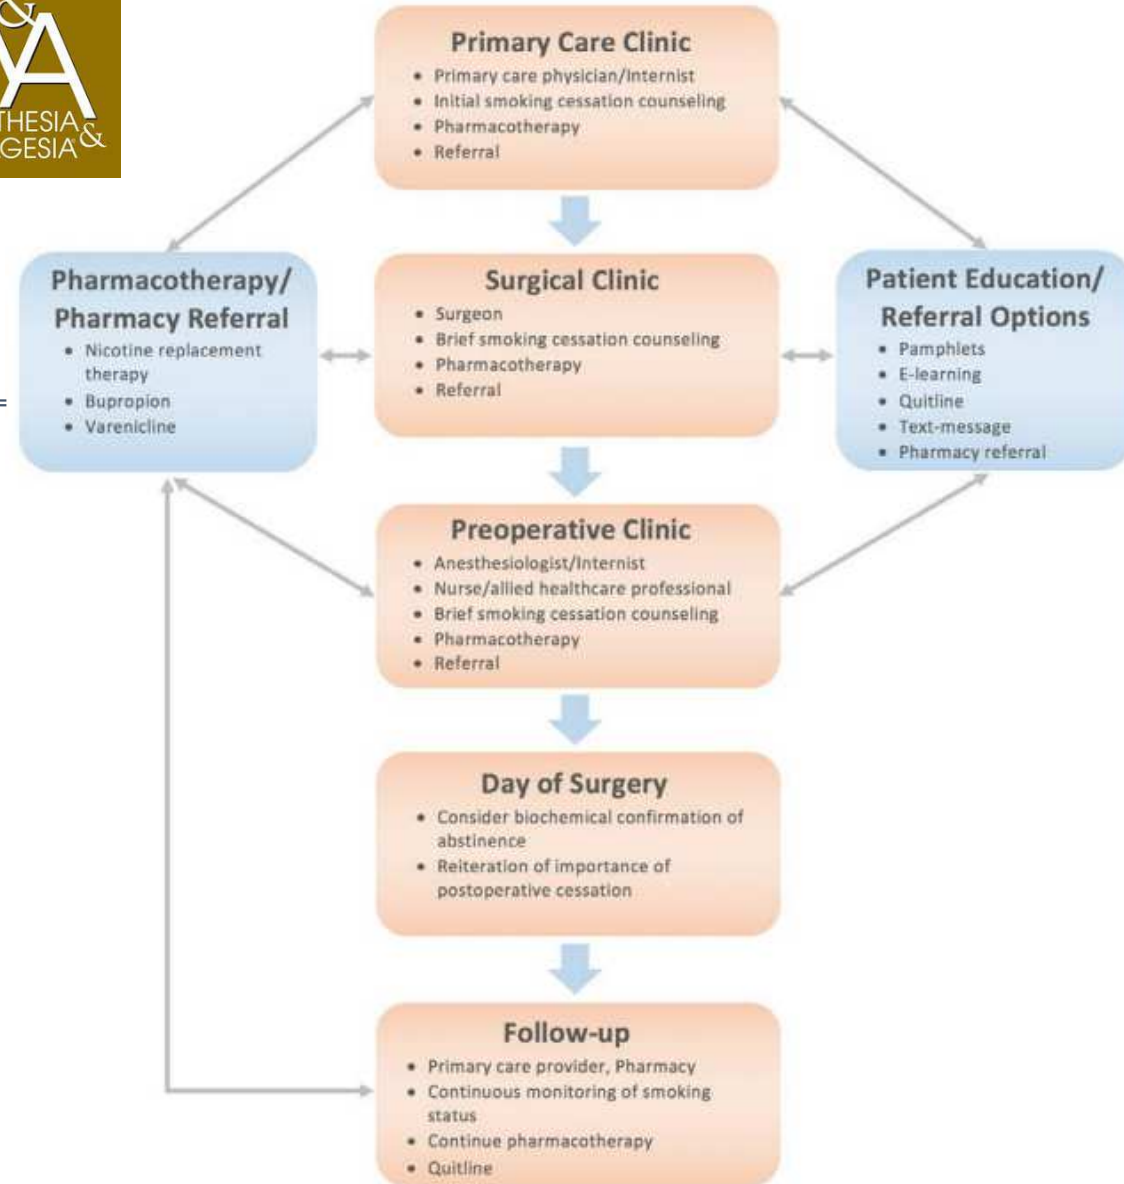 &
A
THESIA
GESIA &
Primary Care Clinic
• Primary care physician/Internist
• Initial smoking cessation counseling
• Pharmacotherapy
• Referral
Pharmacotherapy/
Pharmacy Referral
• Nicotine replacement
therapy
• Bupropion
• Varenicline
Surgical Clinic
• Surgeon
• Brief smoking cessation counseling
• Pharmacotherapy
• Referral
Patient Education/
Referral Options
• Pamphlets
• E-learning
• Quitline
• Text-message
• Pharmacy referral
Preoperative Clinic
• Anesthesiologist/Internist
• Nurse/allied healthcare professional
• Brief smoking cessation counseling
• Pharmacotherapy
• Referral
Day of Surgery
• Consider biochemical confirmation of
abstinence
• Reiteration of importance of
postoperative cessation
Follow-up
• Primary care provider, Pharmacy
• Continuous monitoring of smoking
status
• Continue pharmacotherapy
• Quitline